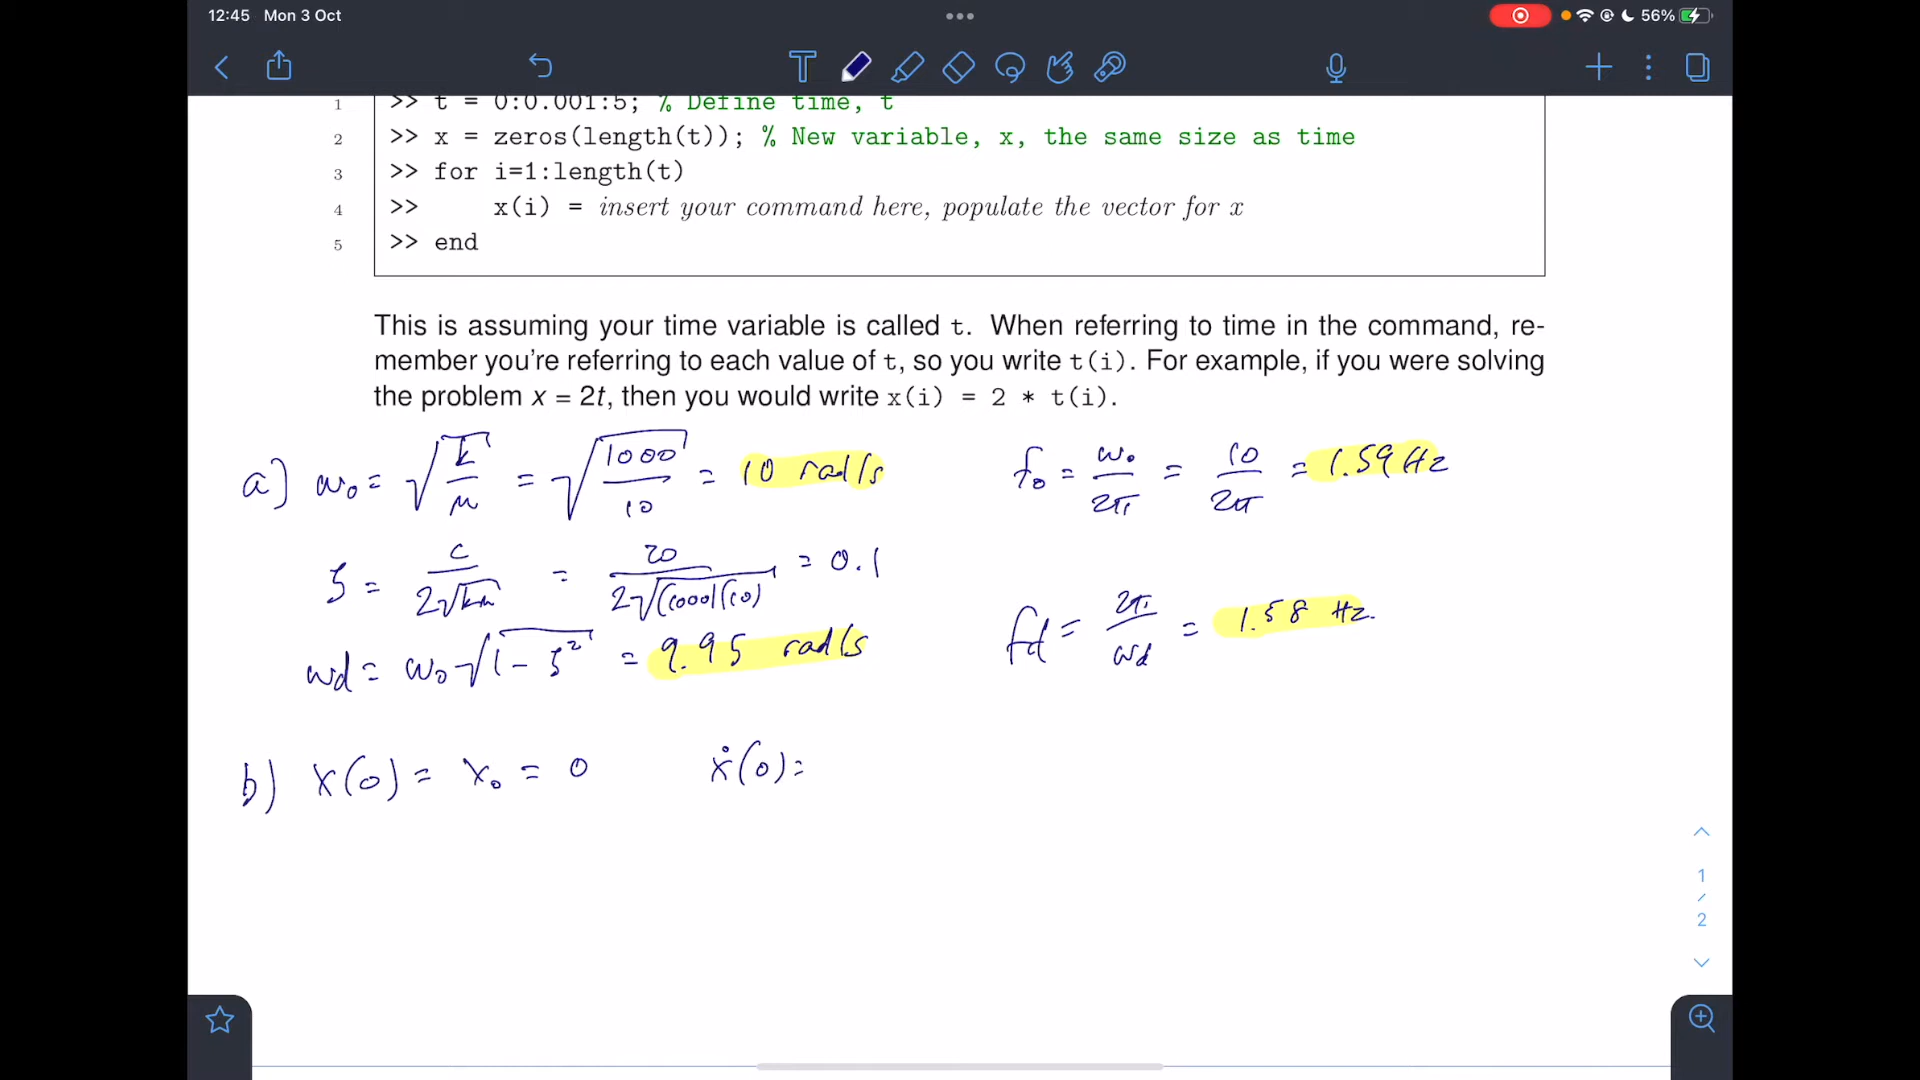 12:45 Mon 3 Oct
56%
1 >> t = 0:0.001:5; % Define time, t
2 >> x = zeros(length(t)); % New variable, x, the same size as time
3 >> for i=1:length(t)
4 >> x(i) = insert your command here, populate the vector for x
5 >> end
This is assuming your time variable is called t. When referring to time in the command, re-
member you're referring to each value of t, so you write t(i). For example, if you were solving
the problem x = 2t, then you would write x(i) = 2 * t(i).
a) ω₀ = √(k/m) = √(1000/10) = 10 rad/s f₀ = ω₀/2π = 10/2π = 1.59 Hz
ζ = c/2√km = 20/2√(1000)(10) = 0.1
ωd = ω₀√1-ζ² = 9.95 rad/s fd = 2π/ωd = 1.58 Hz.
b) x(0) = x₀ = 0 ẋ(0) =
1
/
2